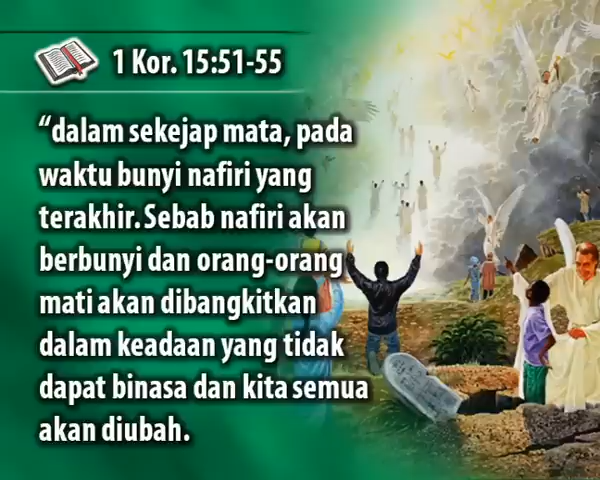 1 Kor. 15:51-55
“dalam sekejap mata, pada
waktu bunyi nafiri yang
terakhir. Sebab nafiri akan
berbunyi dan orang-orang
mati akan dibangkitkan
dalam keadaan yang tidak
dapat binasa dan kita semua
akan diubah.